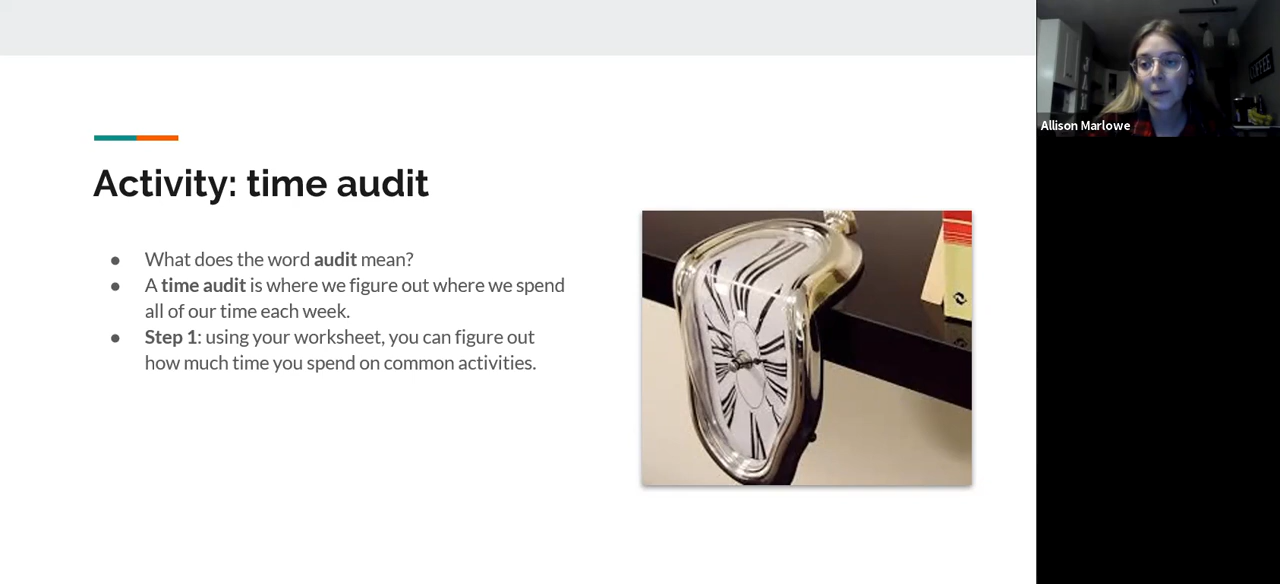 Activity: time audit
● What does the word audit mean?
● A time audit is where we figure out where we spend
all of our time each week.
● Step 1: using your worksheet, you can figure out
how much time you spend on common activities.
Allison Marlowe
COFFEE